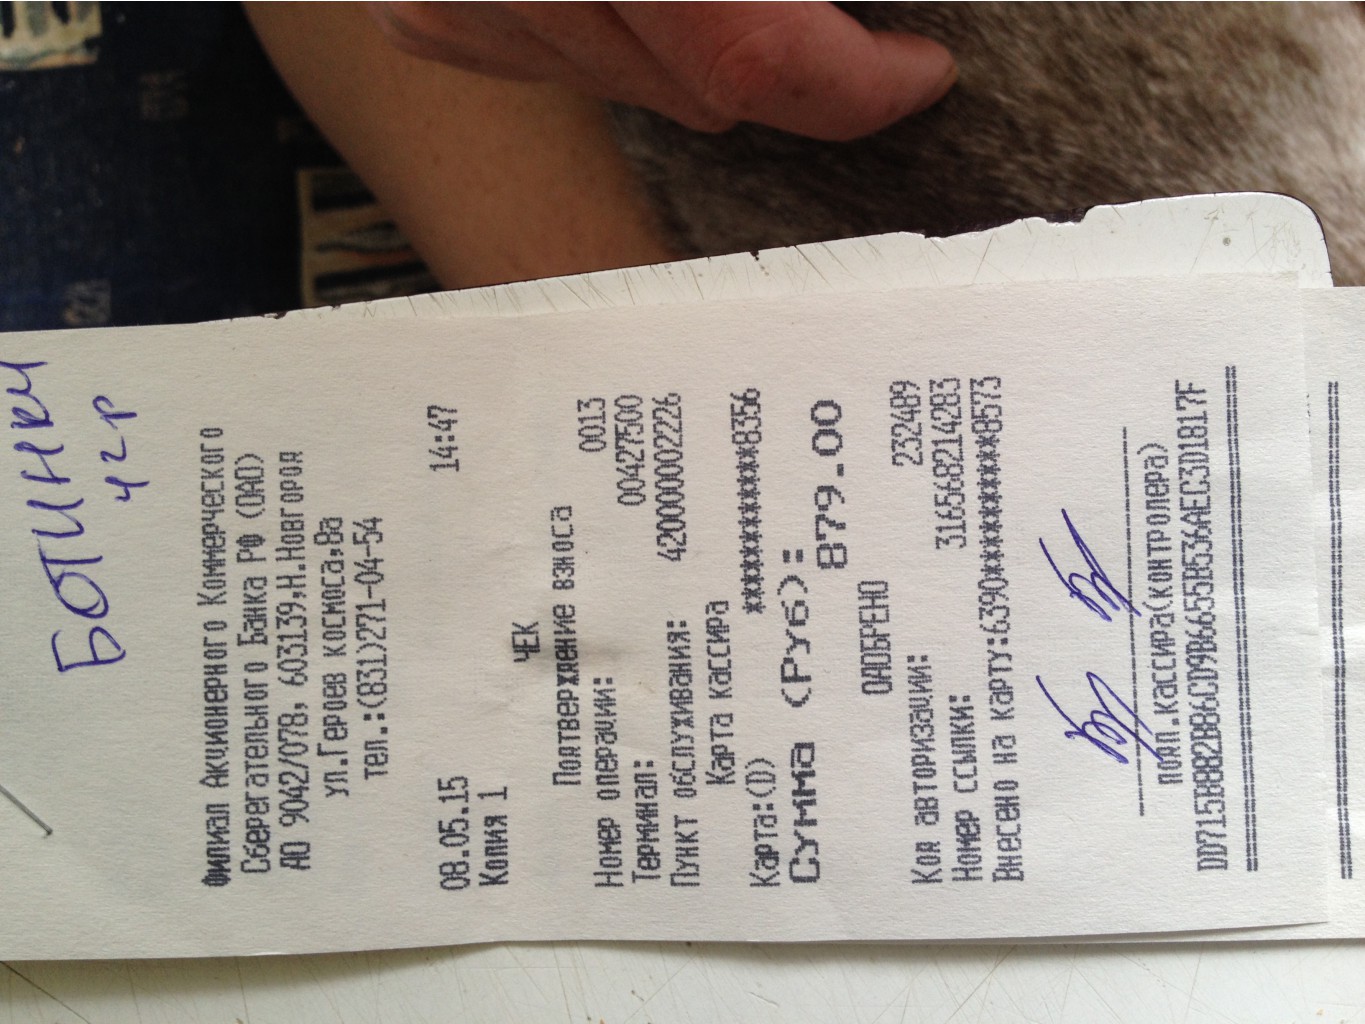 БОТИНКИ
42р
Филиал Акционерного Коммерческого
Сберегательного Банка РФ (ОАО)
АО 9042/078, 603139,Н.Новгород
ул.Героев космоса,8а
тел.:(831)271-04-54
08.05.15 14:47
Копия 1
ЧЕК
Подтверждение взноса
Номер операции: 0013
Терминал: 00427500
Пункт обслуживания: 420000002226
Карта кассира
Карта:(D) ************8356
Сумма (Руб):
879.00
ОДОБРЕНО
Код авторизации: 232489
Номер ссылки: 316568214283
Внесено на карту:6390**********8573
подп.кассира(контролера)
DD715B882B86CD9B6655B536AEC3D1817F